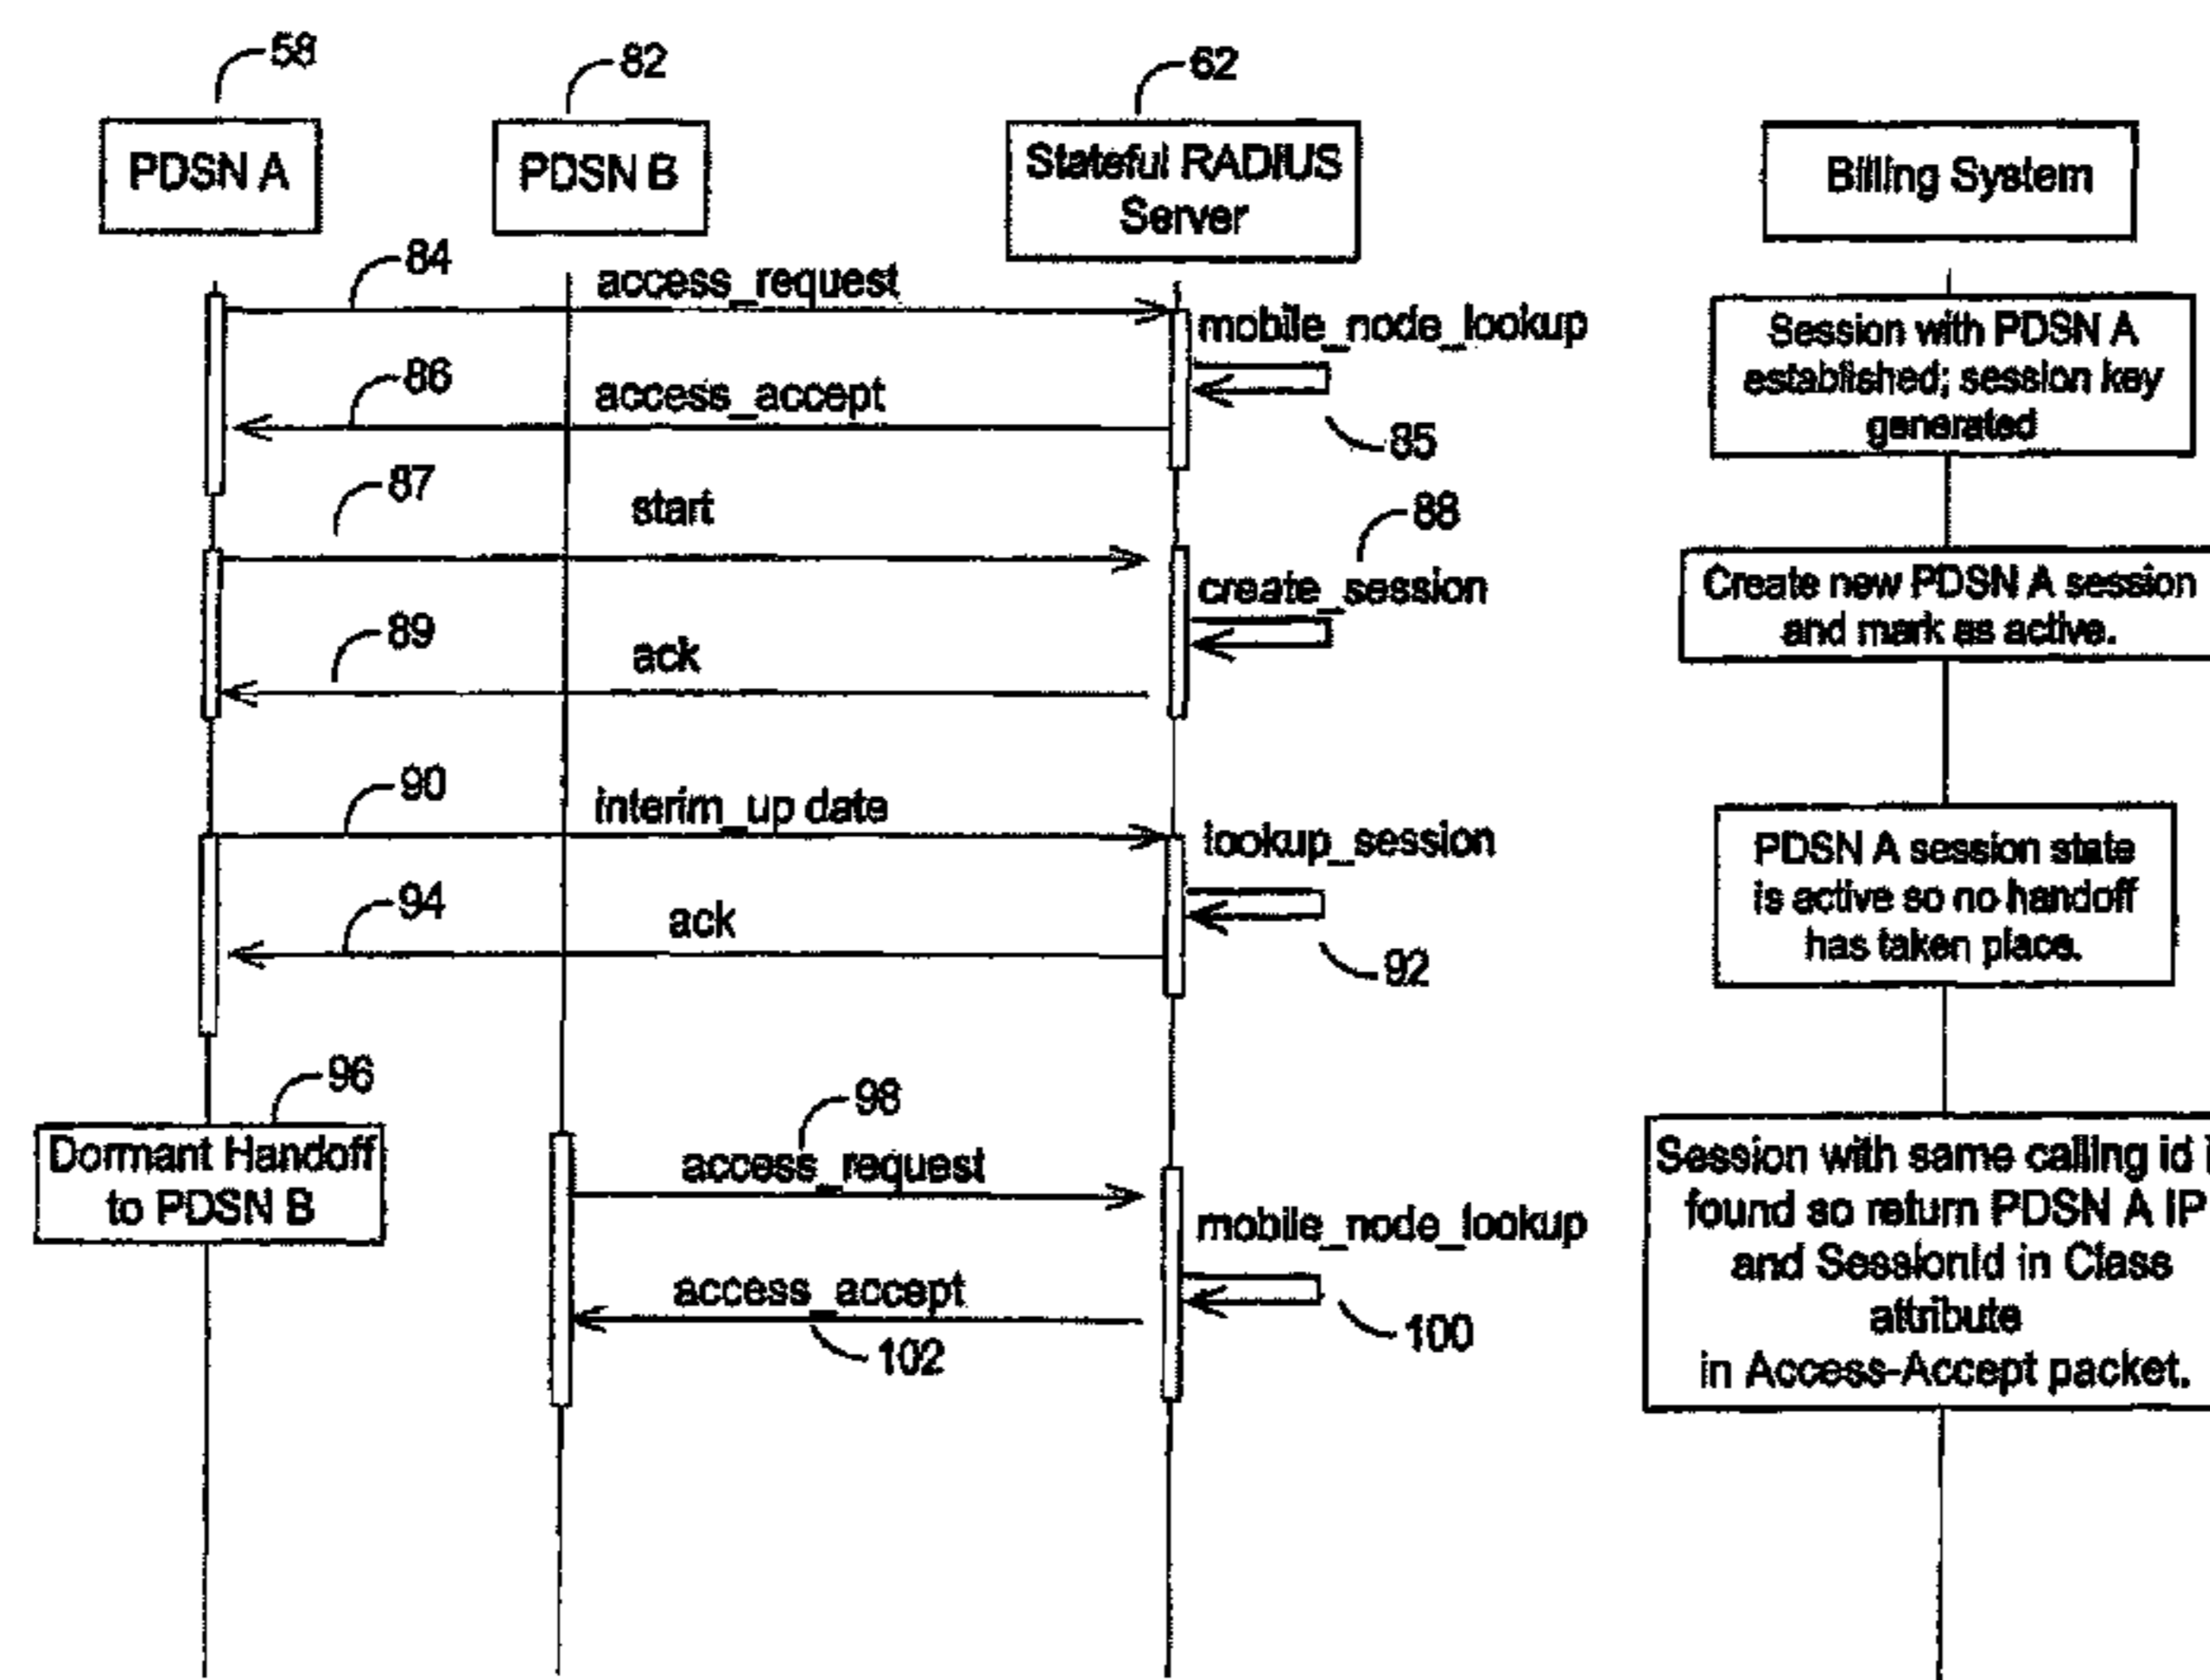 58
82
62
PDSN A
PDSN B
Stateful RADIUS
Server
Billing System
84
access_request
mobile_node_lookup
85
86
access_accept
Session with PDSN A
established; session key
generated
87
start
88
create_session
89
ack
Create new PDSN A session
and mark as active.
90
interim_up date
lookup_session
92
94
ack
PDSN A session state
is active so no handoff
has taken place.
96
Dormant Handoff
to PDSN B
98
access_request
mobile_node_lookup
100
access_accept
102
Session with same calling id
found so return PDSN A IP
and SessionId in Class
attribute
in Access-Accept packet.